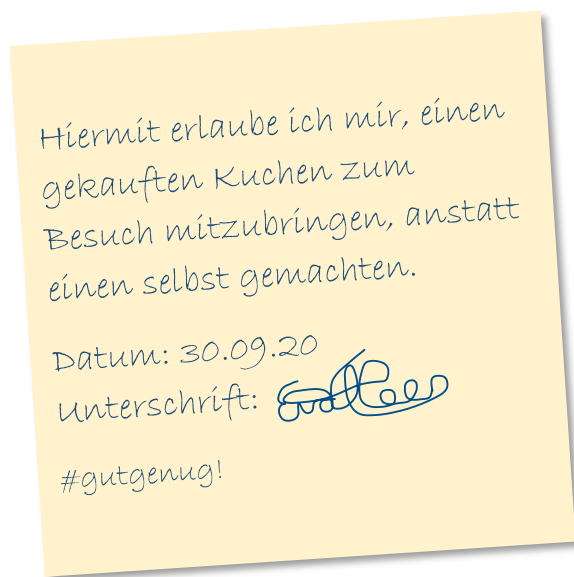 Hiermit erlaube ich mir, einen
gekauften Kuchen zum
Besuch mitzubringen, anstatt
einen selbst gemachten.
Datum: 30.09.20
Unterschrift:
#gutgenug!